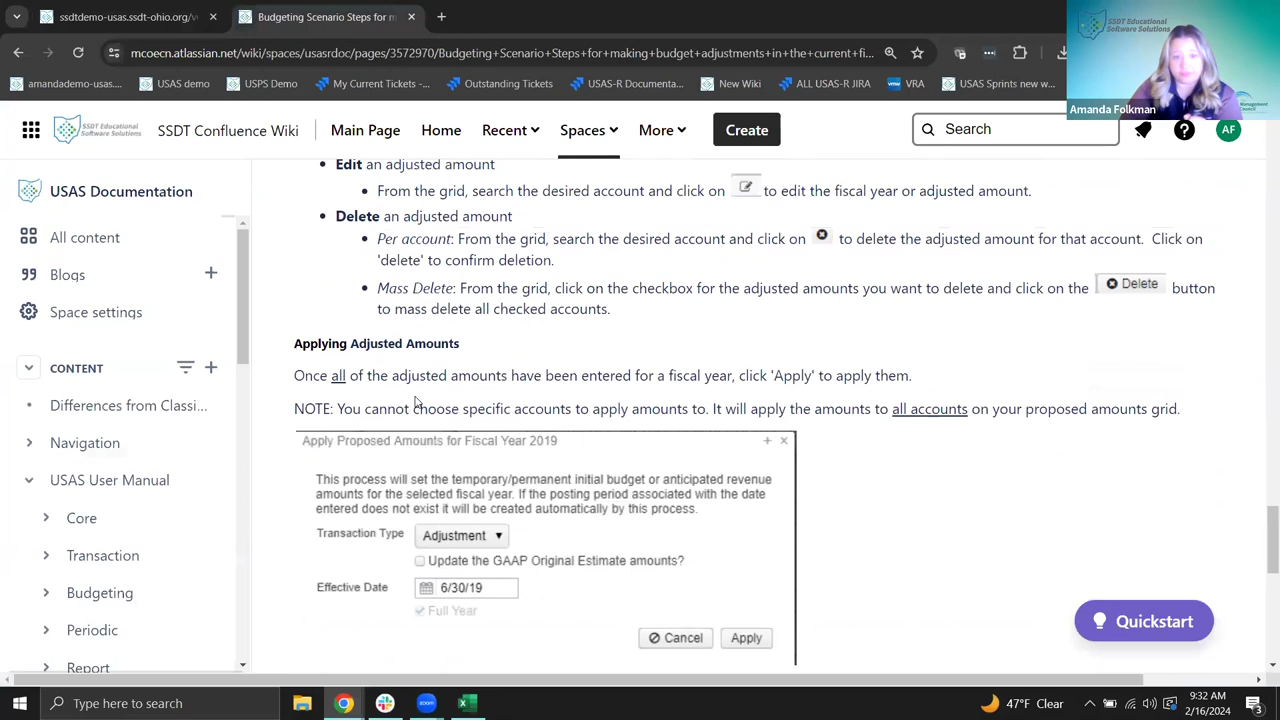 ssdtdemo-usas.ssdt-ohio.org/v
Budgeting Scenario Steps for m
mcoecn.atlassian.net/wiki/spaces/usasrdoc/pages/3572970/Budgeting+Scenario+Steps+for+making+budget+adjustments+in+the+current+fi...
amandademo-usas....
USAS demo
USPS Demo
My Current Tickets -...
Outstanding Tickets
USAS-R Documenta...
New Wiki
ALL USAS-R JIRA
vmw VRA
USAS Sprints new w...
SSDT Educational
Software Solutions
Management
Council
Amanda Folkman
SSDT Educational
Software Solutions
SSDT Confluence Wiki
Main Page
Home
Recent
Spaces
More
Create
Search
AF
USAS Documentation
All content
Blogs
Space settings
CONTENT
Differences from Classi...
Navigation
USAS User Manual
Core
Transaction
Budgeting
Periodic
Report
Edit an adjusted amount
From the grid, search the desired account and click on to edit the fiscal year or adjusted amount.
Delete an adjusted amount
Per account: From the grid, search the desired account and click on to delete the adjusted amount for that account. Click on
'delete' to confirm deletion.
Mass Delete: From the grid, click on the checkbox for the adjusted amounts you want to delete and click on the Delete button
to mass delete all checked accounts.
Applying Adjusted Amounts
Once all of the adjusted amounts have been entered for a fiscal year, click 'Apply' to apply them.
NOTE: You cannot choose specific accounts to apply amounts to. It will apply the amounts to all accounts on your proposed amounts grid.
Apply Proposed Amounts for Fiscal Year 2019
This process will set the temporary/permanent initial budget or anticipated revenue
amounts for the selected fiscal year. If the posting period associated with the date
entered does not exist it will be created automatically by this process.
Transaction Type Adjustment
Update the GAAP Original Estimate amounts?
Effective Date 6/30/19
Full Year
Cancel Apply
Quickstart
Type here to search
zoom
47°F Clear
9:32 AM
2/16/2024
3